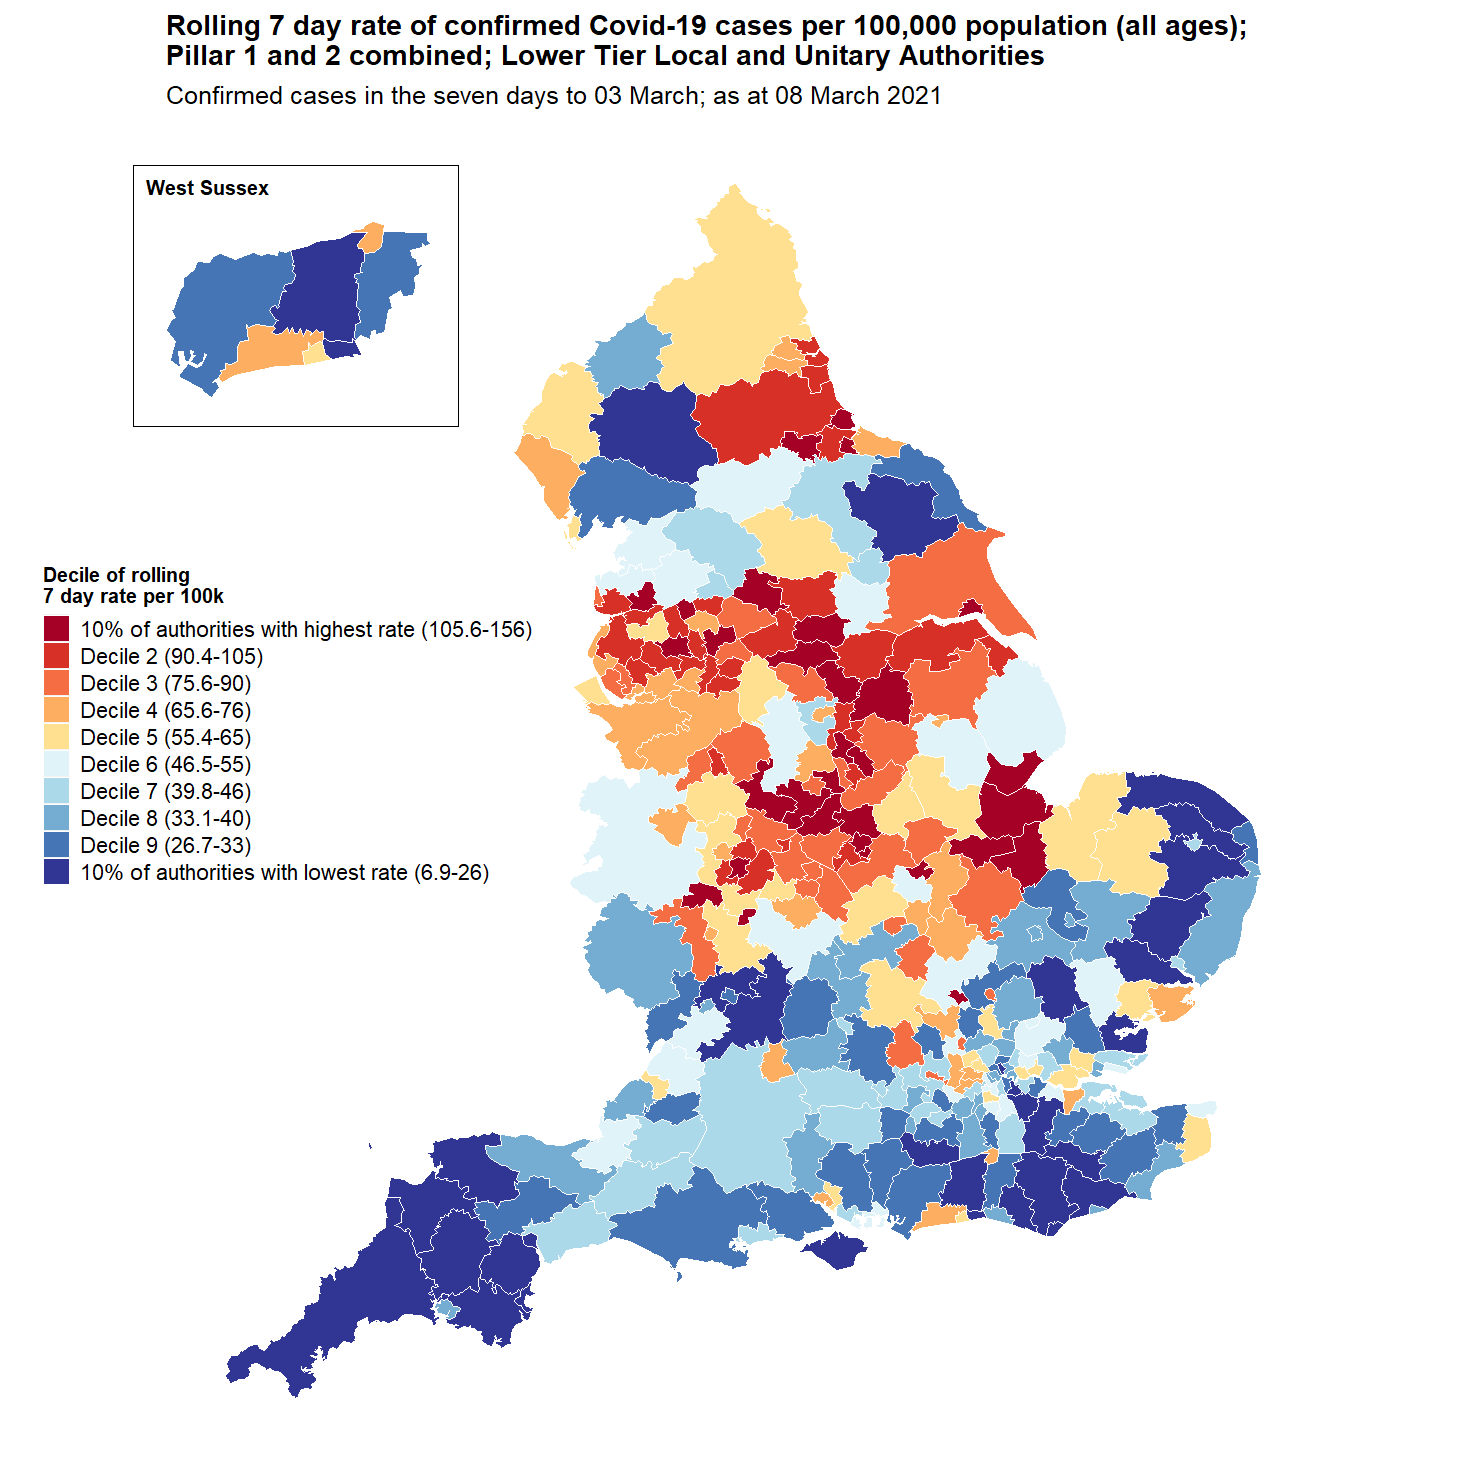 Rolling 7 day rate of confirmed Covid-19 cases per 100,000 population (all ages);
Pillar 1 and 2 combined; Lower Tier Local and Unitary Authorities
Confirmed cases in the seven days to 03 March; as at 08 March 2021
West Sussex
Decile of rolling
7 day rate per 100k
10% of authorities with highest rate (105.6-156)
Decile 2 (90.4-105)
Decile 3 (75.6-90)
Decile 4 (65.6-76)
Decile 5 (55.4-65)
Decile 6 (46.5-55)
Decile 7 (39.8-46)
Decile 8 (33.1-40)
Decile 9 (26.7-33)
10% of authorities with lowest rate (6.9-26)